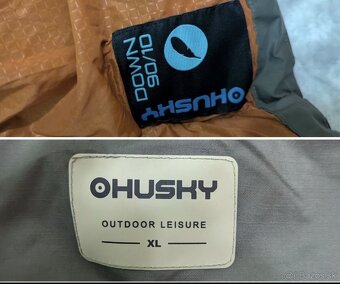 DOWN
90/10
HUSKY
HUSKY
OUTDOOR LEISURE
XL